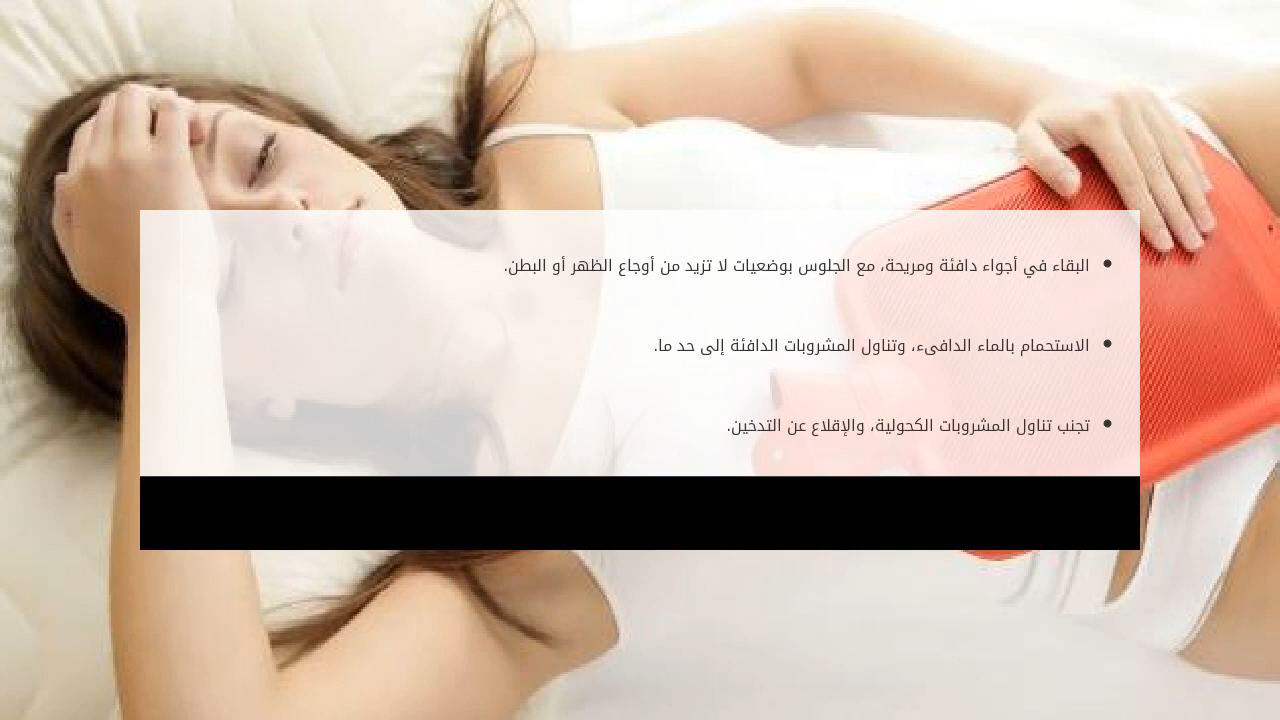 البقاء في أجواء دافئة ومريحة، مع الجلوس بوضعيات لا تزيد من أوجاع الظهر أو البطن.
الاستحمام بالماء الدافىء، وتناول المشروبات الدافئة إلى حد ما.
تجنب تناول المشروبات الكحولية، والإقلاع عن التدخين.